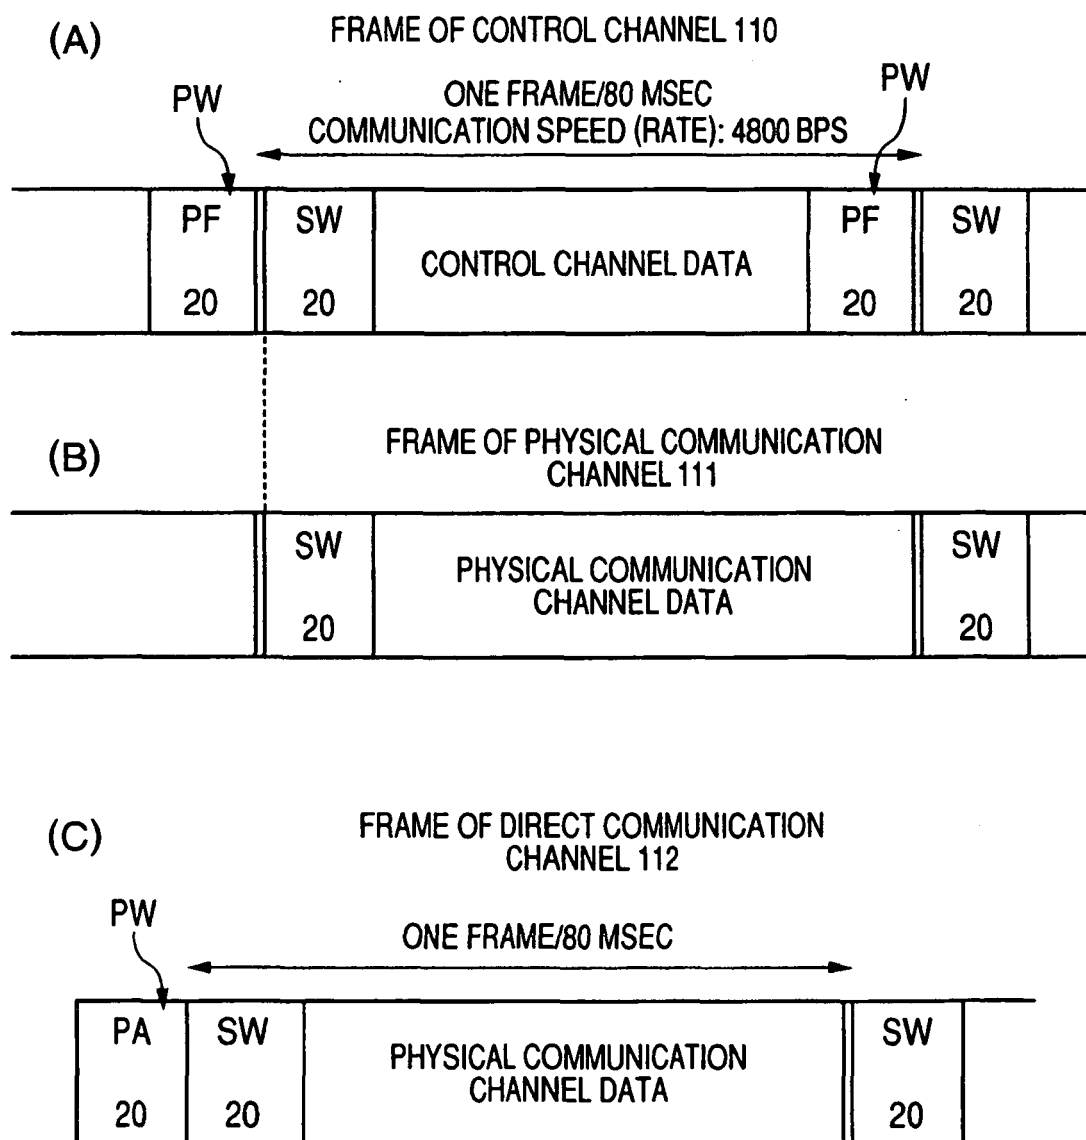 (A)
FRAME OF CONTROL CHANNEL 110
PW
ONE FRAME/80 MSEC
COMMUNICATION SPEED (RATE): 4800 BPS
PW
PF
SW
CONTROL CHANNEL DATA
PF
SW
20
20
20
20
(B)
FRAME OF PHYSICAL COMMUNICATION
CHANNEL 111
SW
PHYSICAL COMMUNICATION
CHANNEL DATA
SW
20
20
(C)
FRAME OF DIRECT COMMUNICATION
CHANNEL 112
PW
ONE FRAME/80 MSEC
PA
SW
PHYSICAL COMMUNICATION
CHANNEL DATA
SW
20
20
20